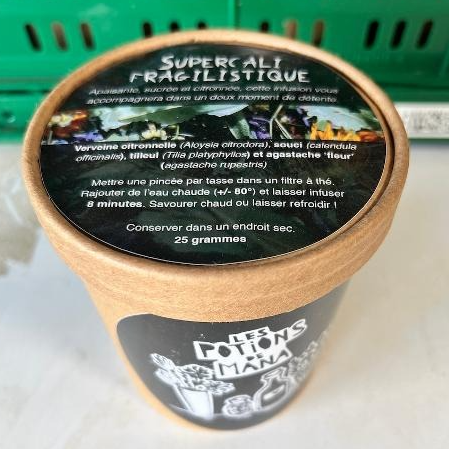 SUPERCALI
FRAGILISTIQUE
Apaisante, sucrée et citronnée, cette infusion vous
accompagnera dans un doux moment de détente.
Verveine citronnelle (Aloysia citrodora), souci (calendula
officinalis), tilleul (Tilia platyphyllos) et agastache 'fleur'
(agastache rupestris)
Mettre une pincée par tasse dans un filtre à thé.
Rajouter de l'eau chaude (+/- 80°) et laisser infuser
8 minutes. Savourer chaud ou laisser refroidir !
Conserver dans un endroit sec.
25 grammes
LES
POTIONS
DE
MANA